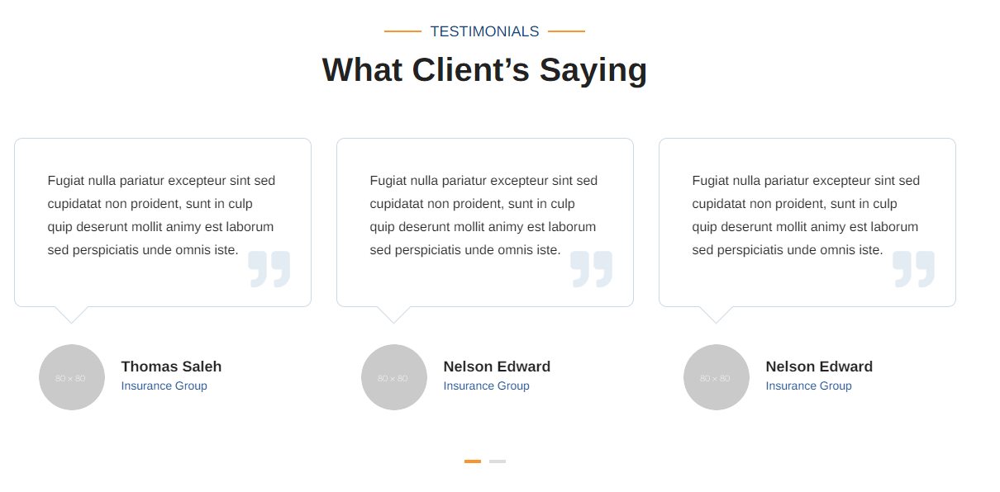 TESTIMONIALS
What Client’s Saying
Fugiat nulla pariatur excepteur sint sed
cupidatat non proident, sunt in culp
quip deserunt mollit animy est laborum
sed perspiciatis unde omnis iste.
80 × 80
Thomas Saleh
Insurance Group
Fugiat nulla pariatur excepteur sint sed
cupidatat non proident, sunt in culp
quip deserunt mollit animy est laborum
sed perspiciatis unde omnis iste.
80 × 80
Nelson Edward
Insurance Group
Fugiat nulla pariatur excepteur sint sed
cupidatat non proident, sunt in culp
quip deserunt mollit animy est laborum
sed perspiciatis unde omnis iste.
80 × 80
Nelson Edward
Insurance Group